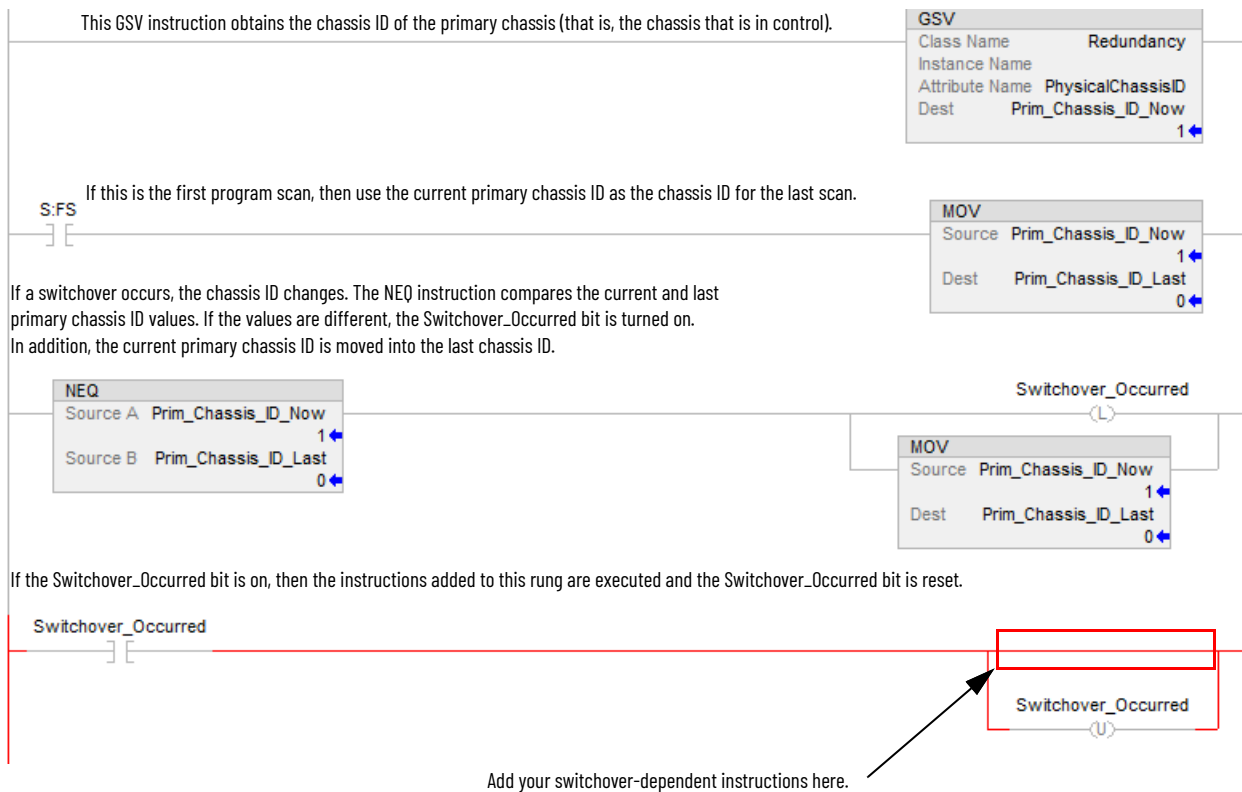 This GSV instruction obtains the chassis ID of the primary chassis (that is, the chassis that is in control).
GSV
Class Name Redundancy
Instance Name
Attribute Name PhysicalChassisID
Dest Prim_Chassis_ID_Now
1
If this is the first program scan, then use the current primary chassis ID as the chassis ID for the last scan.
S:FS
MOV
Source Prim_Chassis_ID_Now
1
Dest Prim_Chassis_ID_Last
0
If a switchover occurs, the chassis ID changes. The NEQ instruction compares the current and last
primary chassis ID values. If the values are different, the Switchover_Occurred bit is turned on.
In addition, the current primary chassis ID is moved into the last chassis ID.
NEQ
Source A Prim_Chassis_ID_Now
1
Source B Prim_Chassis_ID_Last
0
Switchover_Occurred
L
MOV
Source Prim_Chassis_ID_Now
1
Dest Prim_Chassis_ID_Last
0
If the Switchover_Occurred bit is on, then the instructions added to this rung are executed and the Switchover_Occurred bit is reset.
Switchover_Occurred
Switchover_Occurred
U
Add your switchover-dependent instructions here.